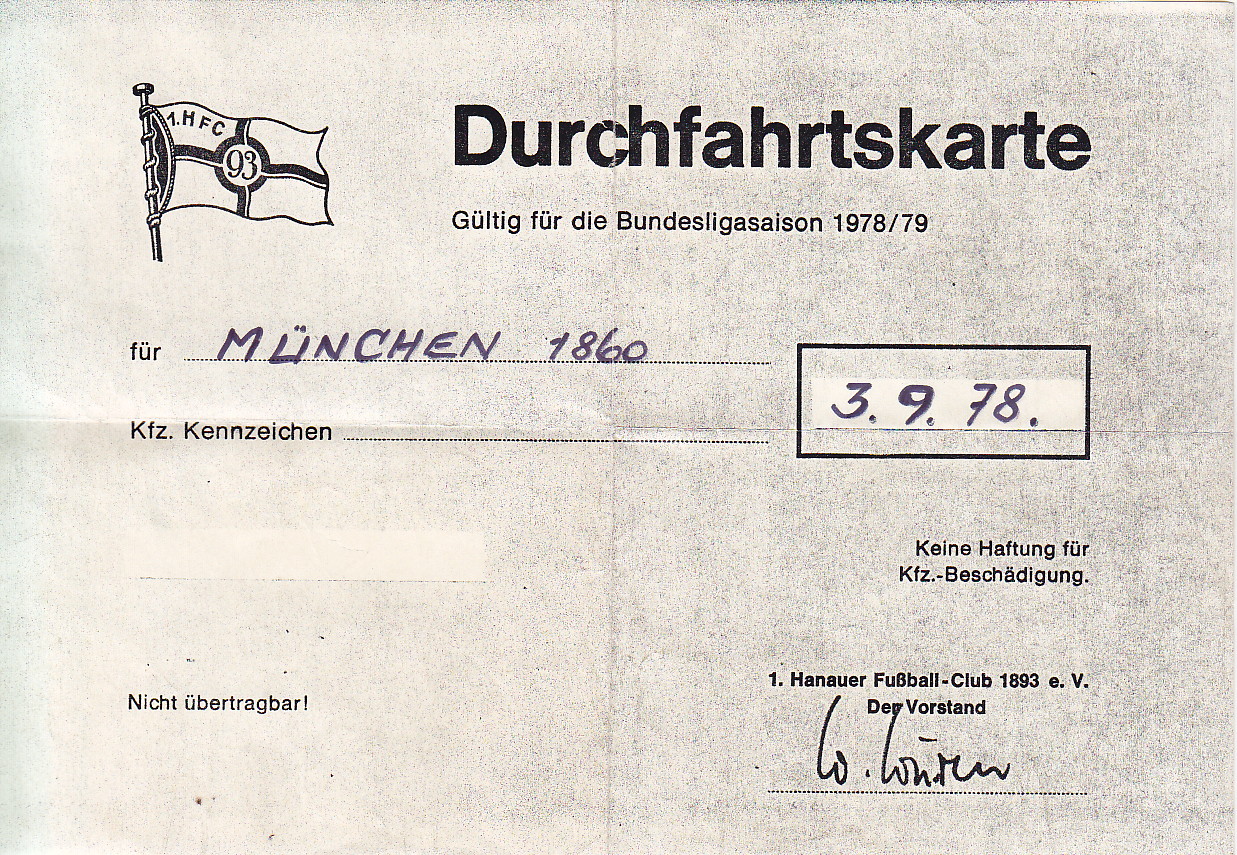 1. HFC
93
Durchfahrtskarte
Gültig für die Bundesligasaison 1978/79
für MÜNCHEN 1860
3. 9. 78.
Kfz. Kennzeichen
Keine Haftung für
Kfz.-Beschädigung.
1. Hanauer Fußball-Club 1893 e. V.
Der Vorstand
Nicht übertragbar!